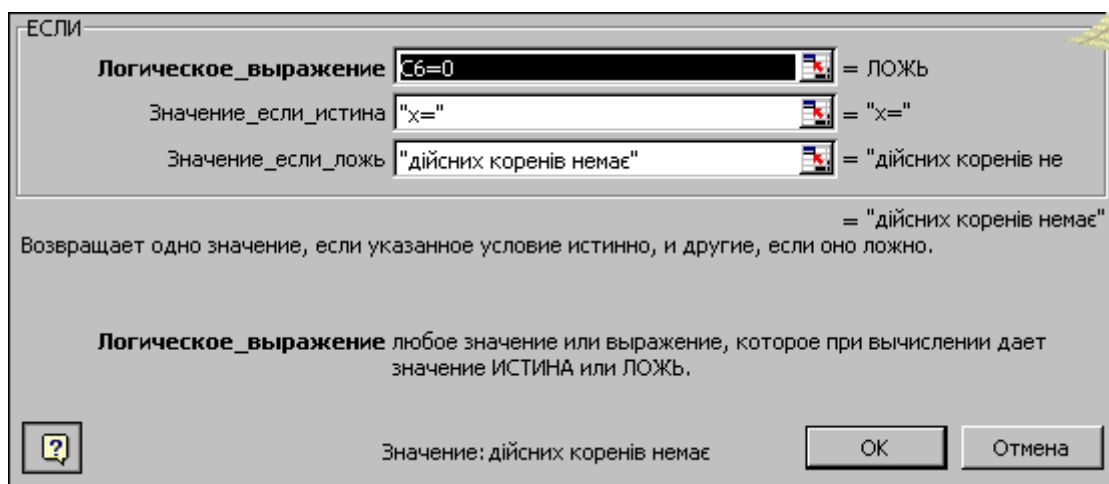 ЕСЛИ
Логическое_выражение C6=0 = ЛОЖЬ
Значение_если_истина "x=" = "x="
Значение_если_ложь "дійсних коренів немає" = "дійсних коренів не
= "дійсних коренів немає"
Возвращает одно значение, если указанное условие истинно, и другие, если оно ложно.
Логическое_выражение любое значение или выражение, которое при вычислении дает
значение ИСТИНА или ЛОЖЬ.
? Значение: дійсних коренів немає OK Отмена